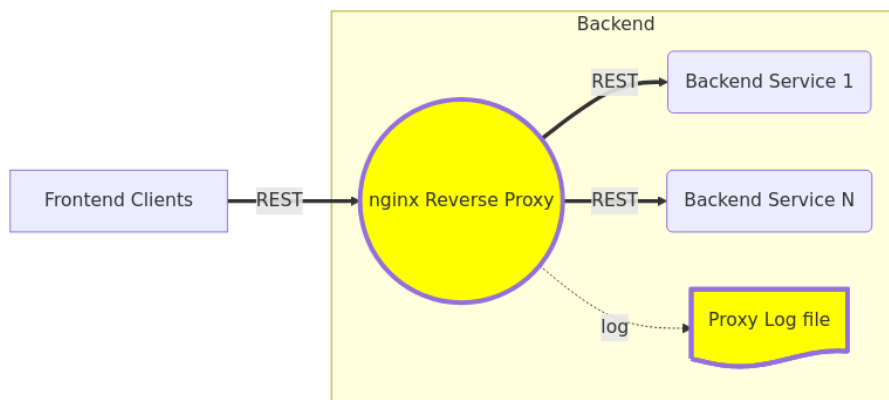 Backend
REST
Backend Service 1
Frontend Clients
REST
nginx Reverse Proxy
REST
Backend Service N
log
Proxy Log file